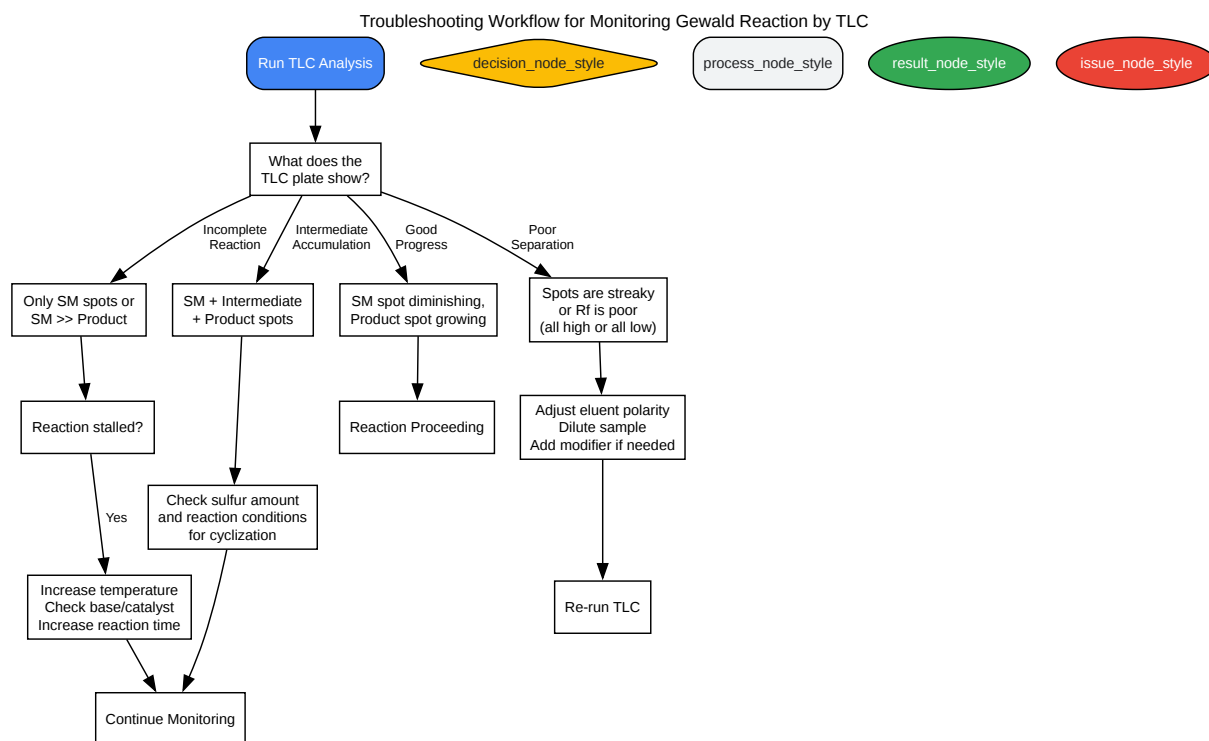 Troubleshooting Workflow for Monitoring Gewald Reaction by TLC
Run TLC Analysis
decision_node_style
process_node_style
result_node_style
issue_node_style
What does the
TLC plate show?
Incomplete
Reaction
Intermediate
Accumulation
Good
Progress
Poor
Separation
Only SM spots or
SM >> Product
SM + Intermediate
+ Product spots
SM spot diminishing,
Product spot growing
Spots are streaky
or Rf is poor
(all high or all low)
Reaction stalled?
Reaction Proceeding
Adjust eluent polarity
Dilute sample
Add modifier if needed
Yes
Check sulfur amount
and reaction conditions
for cyclization
Increase temperature
Check base/catalyst
Increase reaction time
Re-run TLC
Continue Monitoring